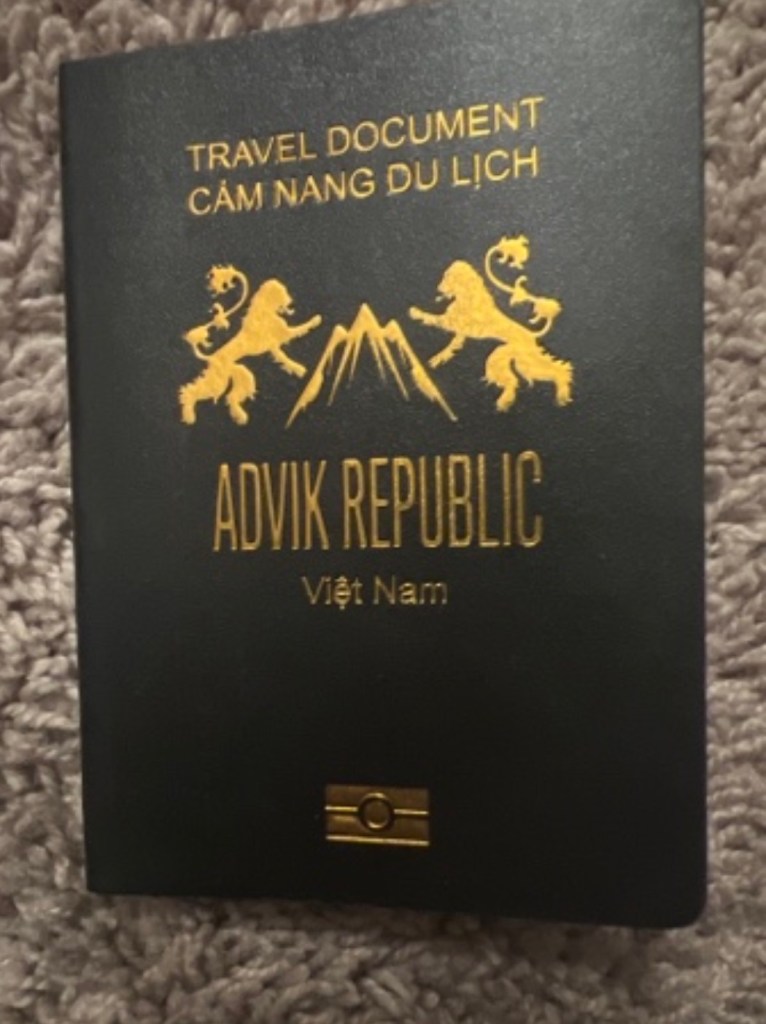 TRAVEL DOCUMENT
CẨM NANG DU LỊCH
ADVIK REPUBLIC
Việt Nam